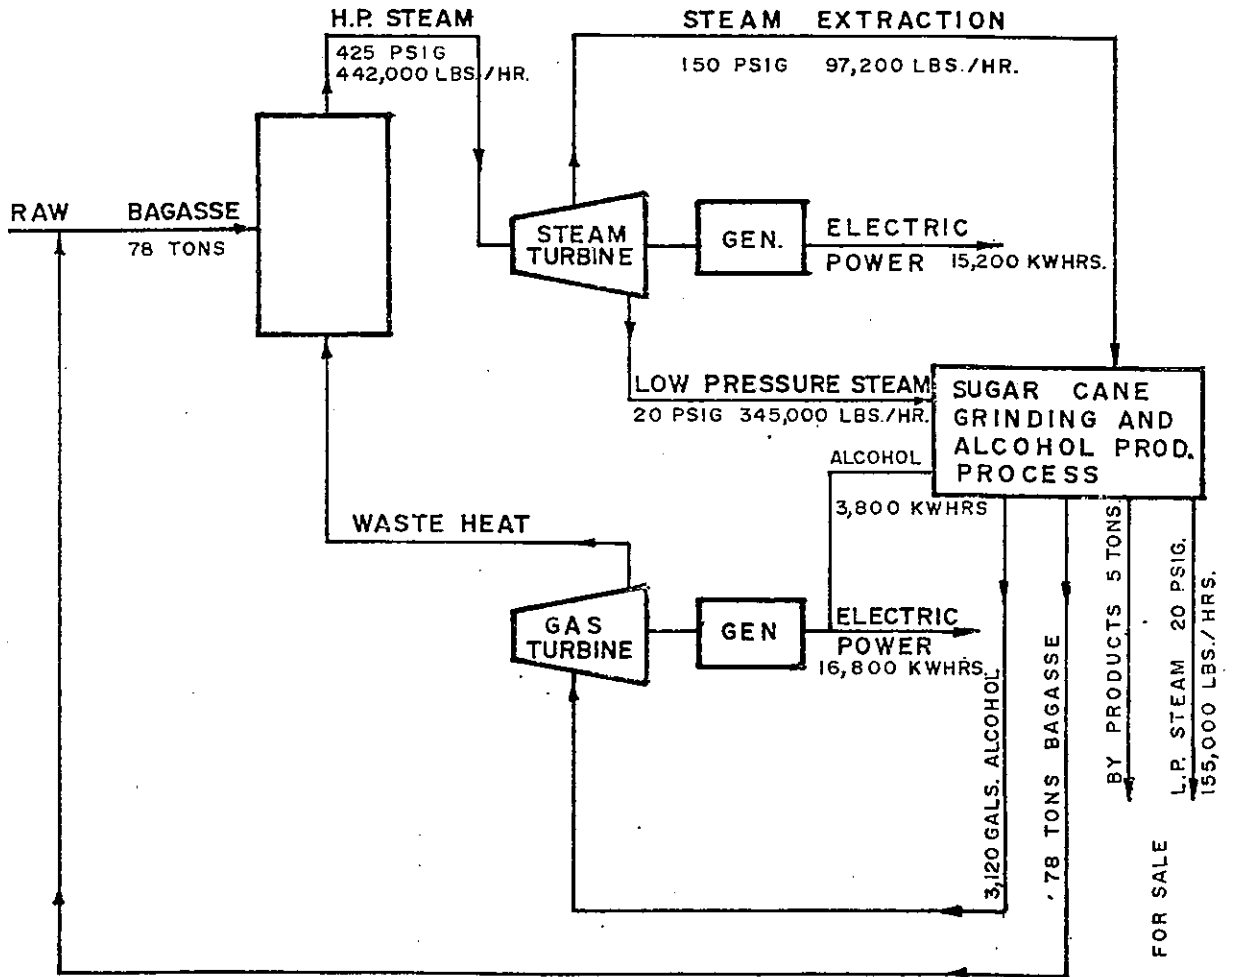 H.P. STEAM
425 PSIG
442,000 LBS./HR.
STEAM EXTRACTION
150 PSIG 97,200 LBS./HR.
RAW BAGASSE
78 TONS
STEAM
TURBINE
GEN.
ELECTRIC
POWER 15,200 KWHRS.
LOW PRESSURE STEAM
20 PSIG 345,000 LBS./HR.
SUGAR CANE
GRINDING AND
ALCOHOL PROD.
PROCESS
ALCOHOL
3,800 KWHRS
WASTE HEAT
GAS
TURBINE
GEN
ELECTRIC
POWER
16,800 KWHRS.
3,120 GALS. ALCOHOL
78 TONS BAGASSE
BY PRODUCTS 5 TONS.
L.P. STEAM 20 PSIG.
155,000 LBS./HRS.
FOR SALE